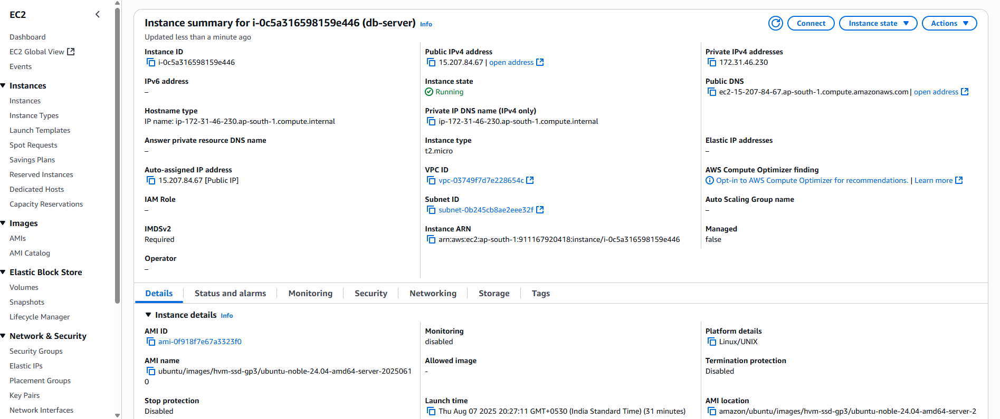 EC2
Dashboard
EC2 Global View
Events
Instances
Instances
Instance Types
Launch Templates
Spot Requests
Savings Plans
Reserved Instances
Dedicated Hosts
Capacity Reservations
Images
AMIs
AMI Catalog
Elastic Block Store
Volumes
Snapshots
Lifecycle Manager
Network & Security
Security Groups
Elastic IPs
Placement Groups
Key Pairs
Network Interfaces
Instance summary for i-0c5a316598159e446 (db-server) Info
Updated less than a minute ago
Connect
Instance state
Actions
Instance ID
i-0c5a316598159e446
Public IPv4 address
15.207.84.67 | open address
Private IPv4 addresses
172.31.46.230
IPv6 address
–
Instance state
Running
Public DNS
ec2-15-207-84-67.ap-south-1.compute.amazonaws.com | open address
Hostname type
IP name: ip-172-31-46-230.ap-south-1.compute.internal
Private IP DNS name (IPv4 only)
ip-172-31-46-230.ap-south-1.compute.internal
Answer private resource DNS name
–
Instance type
t2.micro
Elastic IP addresses
–
Auto-assigned IP address
15.207.84.67 [Public IP]
VPC ID
vpc-03749f7d7e228654c
AWS Compute Optimizer finding
Opt-in to AWS Compute Optimizer for recommendations. | Learn more
IAM Role
–
Subnet ID
subnet-0b245cb8ae2eee32f
Auto Scaling Group name
–
IMDSv2
Required
Instance ARN
arn:aws:ec2:ap-south-1:911167920418:instance/i-0c5a316598159e446
Managed
false
Operator
–
Details
Status and alarms
Monitoring
Security
Networking
Storage
Tags
Instance details Info
AMI ID
ami-0f918f7e67a3323f0
Monitoring
disabled
Platform details
Linux/UNIX
AMI name
ubuntu/images/hvm-ssd-gp3/ubuntu-noble-24.04-amd64-server-2025061
0
Allowed image
-
Termination protection
Disabled
Stop protection
Disabled
Launch time
Thu Aug 07 2025 20:27:11 GMT+0530 (India Standard Time) (31 minutes)
AMI location
amazon/ubuntu/images/hvm-ssd-gp3/ubuntu-noble-24.04-amd64-server-2